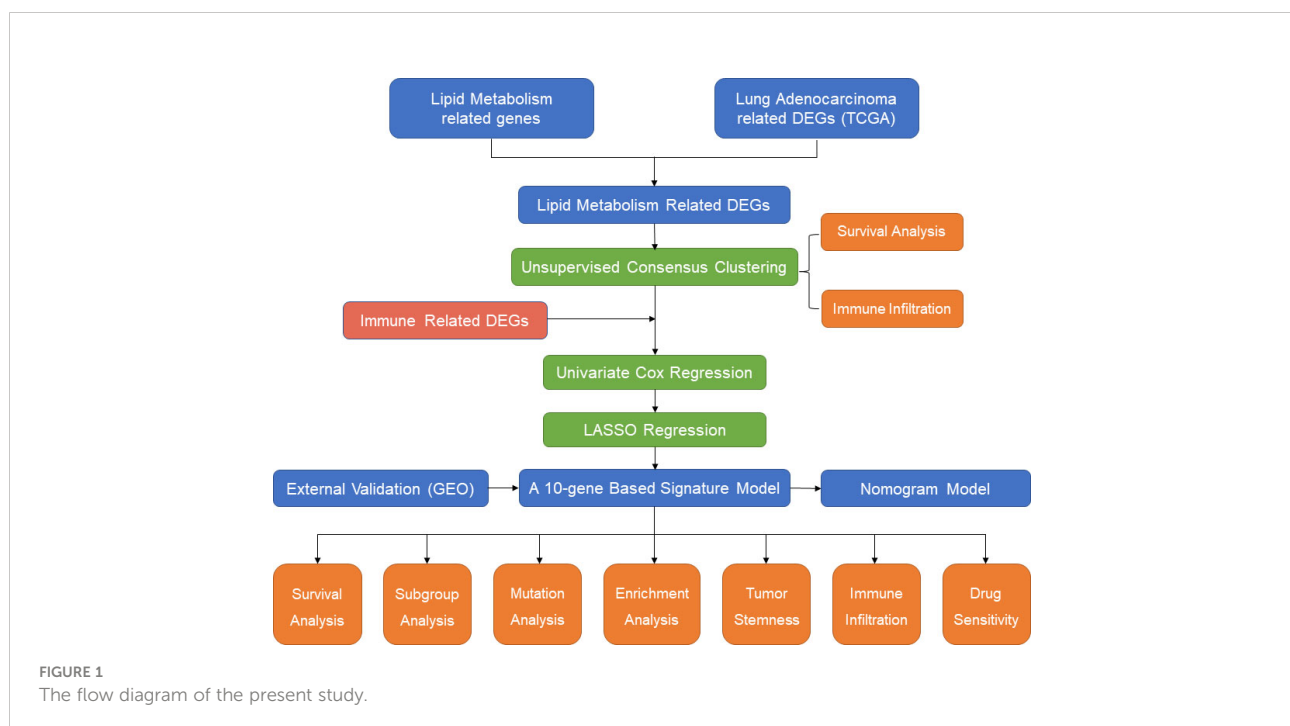 Lipid Metabolism
related genes
Lung Adenocarcinoma
related DEGs (TCGA)
Lipid Metabolism Related DEGs
Unsupervised Consensus Clustering
Survival Analysis
Immune Infiltration
Immune Related DEGs
Univariate Cox Regression
LASSO Regression
External Validation (GEO)
A 10-gene Based Signature Model
Nomogram Model
Survival
Analysis
Subgroup
Analysis
Mutation
Analysis
Enrichment
Analysis
Tumor
Stemness
Immune
Infiltration
Drug
Sensitivity
FIGURE 1
The flow diagram of the present study.